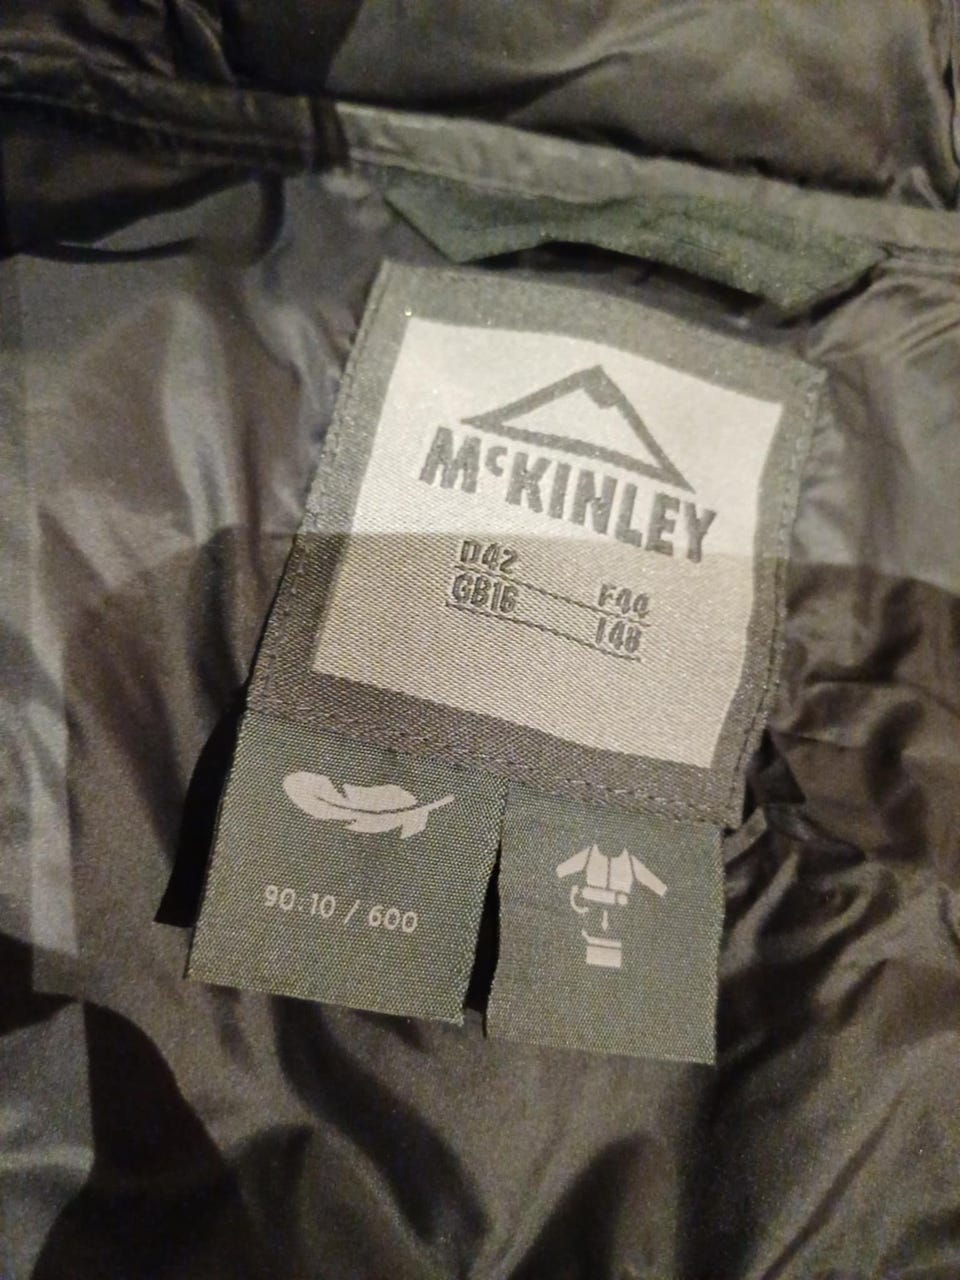 McKINLEY
D42 F44
GB16 I48
90.10 / 600